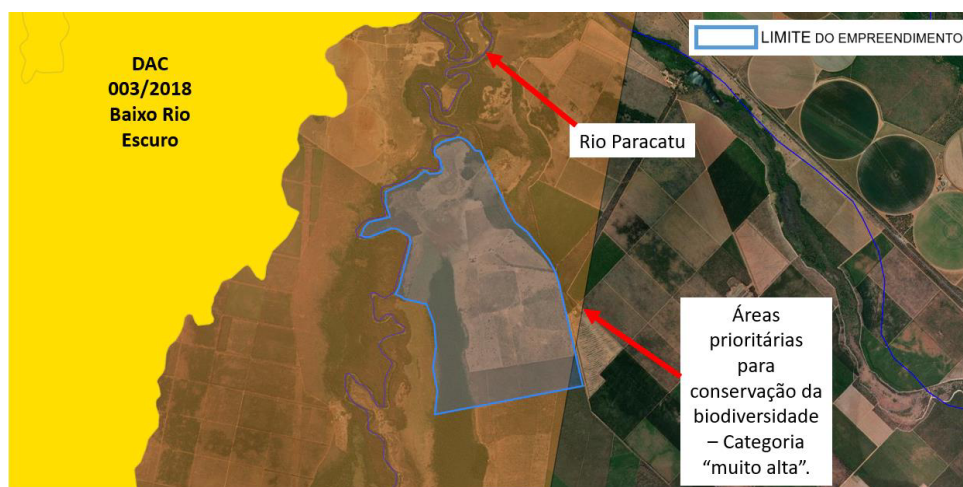 LIMITE DO EMPREENDIMENTO
DAC
003/2018
Baixo Rio
Escuro
Rio Paracatu
Áreas
prioritárias
para
conservação da
biodiversidade
– Categoria
“muito alta”.